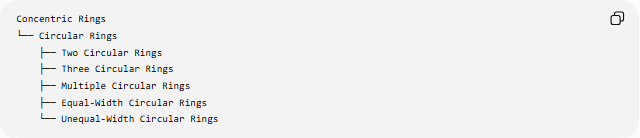 Concentric Rings
└── Circular Rings
    ├── Two Circular Rings
    ├── Three Circular Rings
    ├── Multiple Circular Rings
    ├── Equal-Width Circular Rings
    └── Unequal-Width Circular Rings